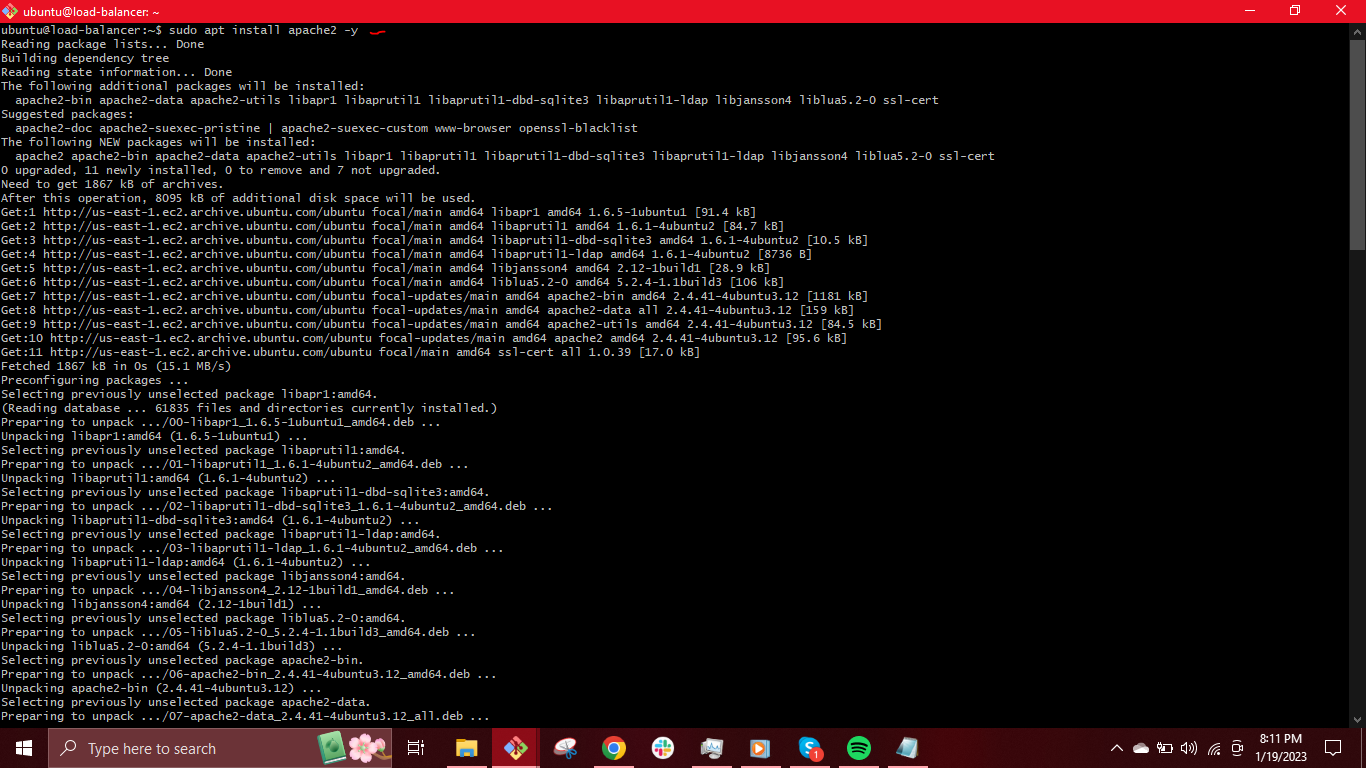 ubuntu@load-balancer: ~
ubuntu@load-balancer:~$ sudo apt install apache2 -y
Reading package lists... Done
Building dependency tree
Reading state information... Done
The following additional packages will be installed:
  apache2-bin apache2-data apache2-utils libapr1 libaprutil1 libaprutil1-dbd-sqlite3 libaprutil1-ldap libjansson4 liblua5.2-0 ssl-cert
Suggested packages:
  apache2-doc apache2-suexec-pristine | apache2-suexec-custom www-browser openssl-blacklist
The following NEW packages will be installed:
  apache2 apache2-bin apache2-data apache2-utils libapr1 libaprutil1 libaprutil1-dbd-sqlite3 libaprutil1-ldap libjansson4 liblua5.2-0 ssl-cert
0 upgraded, 11 newly installed, 0 to remove and 7 not upgraded.
Need to get 1867 kB of archives.
After this operation, 8095 kB of additional disk space will be used.
Get:1 http://us-east-1.ec2.archive.ubuntu.com/ubuntu focal/main amd64 libapr1 amd64 1.6.5-1ubuntu1 [91.4 kB]
Get:2 http://us-east-1.ec2.archive.ubuntu.com/ubuntu focal/main amd64 libaprutil1 amd64 1.6.1-4ubuntu2 [84.7 kB]
Get:3 http://us-east-1.ec2.archive.ubuntu.com/ubuntu focal/main amd64 libaprutil1-dbd-sqlite3 amd64 1.6.1-4ubuntu2 [10.5 kB]
Get:4 http://us-east-1.ec2.archive.ubuntu.com/ubuntu focal/main amd64 libaprutil1-ldap amd64 1.6.1-4ubuntu2 [8736 B]
Get:5 http://us-east-1.ec2.archive.ubuntu.com/ubuntu focal/main amd64 libjansson4 amd64 2.12-1build1 [28.9 kB]
Get:6 http://us-east-1.ec2.archive.ubuntu.com/ubuntu focal/main amd64 liblua5.2-0 amd64 5.2.4-1.1build3 [106 kB]
Get:7 http://us-east-1.ec2.archive.ubuntu.com/ubuntu focal-updates/main amd64 apache2-bin amd64 2.4.41-4ubuntu3.12 [1181 kB]
Get:8 http://us-east-1.ec2.archive.ubuntu.com/ubuntu focal-updates/main amd64 apache2-data all 2.4.41-4ubuntu3.12 [159 kB]
Get:9 http://us-east-1.ec2.archive.ubuntu.com/ubuntu focal-updates/main amd64 apache2-utils amd64 2.4.41-4ubuntu3.12 [84.5 kB]
Get:10 http://us-east-1.ec2.archive.ubuntu.com/ubuntu focal-updates/main amd64 apache2 amd64 2.4.41-4ubuntu3.12 [95.6 kB]
Get:11 http://us-east-1.ec2.archive.ubuntu.com/ubuntu focal/main amd64 ssl-cert all 1.0.39 [17.0 kB]
Fetched 1867 kB in 0s (15.1 MB/s)
Preconfiguring packages ...
Selecting previously unselected package libapr1:amd64.
(Reading database ... 61835 files and directories currently installed.)
Preparing to unpack .../00-libapr1_1.6.5-1ubuntu1_amd64.deb ...
Unpacking libapr1:amd64 (1.6.5-1ubuntu1) ...
Selecting previously unselected package libaprutil1:amd64.
Preparing to unpack .../01-libaprutil1_1.6.1-4ubuntu2_amd64.deb ...
Unpacking libaprutil1:amd64 (1.6.1-4ubuntu2) ...
Selecting previously unselected package libaprutil1-dbd-sqlite3:amd64.
Preparing to unpack .../02-libaprutil1-dbd-sqlite3_1.6.1-4ubuntu2_amd64.deb ...
Unpacking libaprutil1-dbd-sqlite3:amd64 (1.6.1-4ubuntu2) ...
Selecting previously unselected package libaprutil1-ldap:amd64.
Preparing to unpack .../03-libaprutil1-ldap_1.6.1-4ubuntu2_amd64.deb ...
Unpacking libaprutil1-ldap:amd64 (1.6.1-4ubuntu2) ...
Selecting previously unselected package libjansson4:amd64.
Preparing to unpack .../04-libjansson4_2.12-1build1_amd64.deb ...
Unpacking libjansson4:amd64 (2.12-1build1) ...
Selecting previously unselected package liblua5.2-0:amd64.
Preparing to unpack .../05-liblua5.2-0_5.2.4-1.1build3_amd64.deb ...
Unpacking liblua5.2-0:amd64 (5.2.4-1.1build3) ...
Selecting previously unselected package apache2-bin.
Preparing to unpack .../06-apache2-bin_2.4.41-4ubuntu3.12_amd64.deb ...
Unpacking apache2-bin (2.4.41-4ubuntu3.12) ...
Selecting previously unselected package apache2-data.
Preparing to unpack .../07-apache2-data_2.4.41-4ubuntu3.12_all.deb ...
Type here to search
1
8:11 PM
1/19/2023